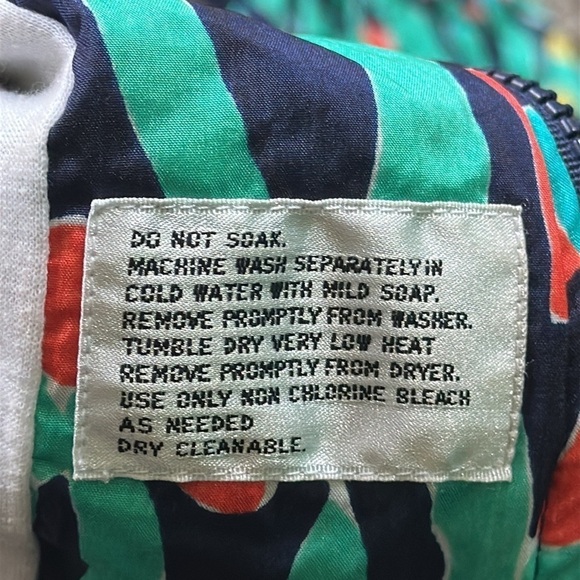 DO NOT SOAK.
MACHINE WASH SEPARATELY IN
COLD WATER WITH MILD SOAP.
REMOVE PROMPTLY FROM WASHER.
TUMBLE DRY VERY LOW HEAT
REMOVE PROMPTLY FROM DRYER.
USE ONLY NON CHLORINE BLEACH
AS NEEDED
DRY CLEANABLE.